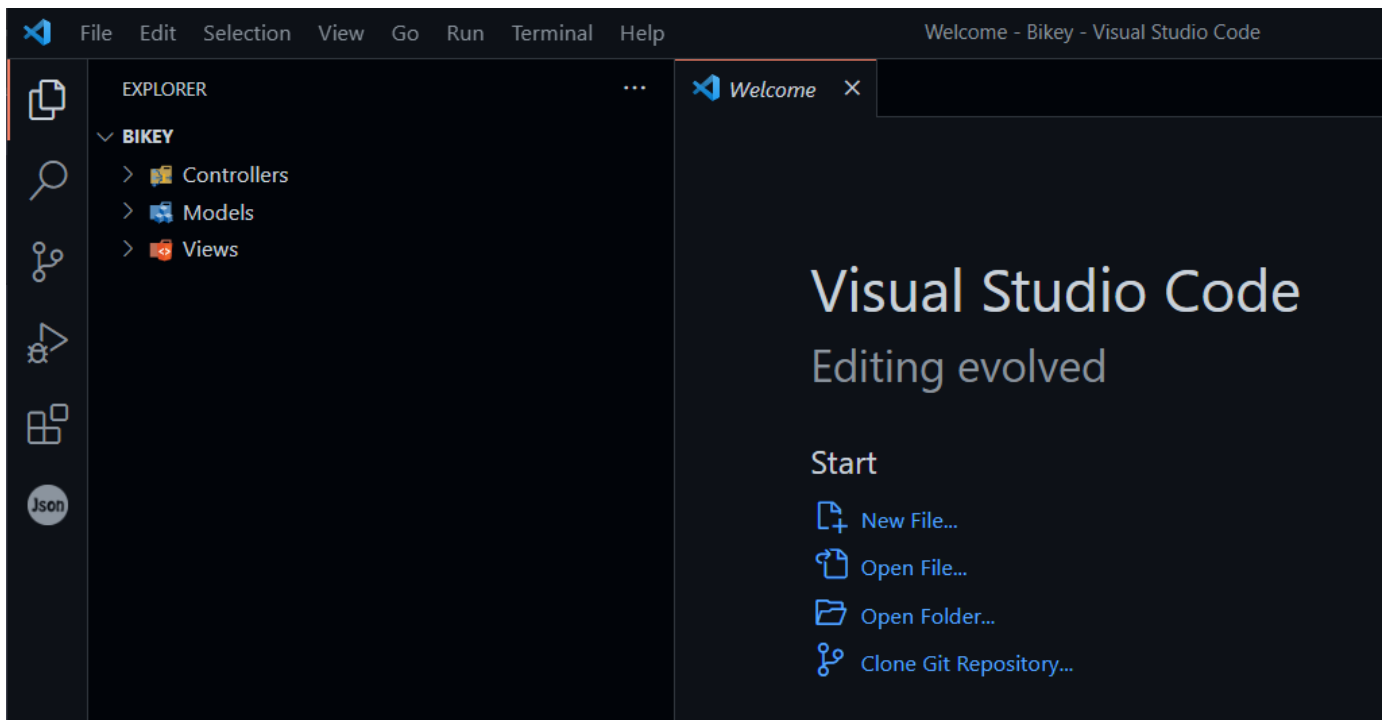 File Edit Selection View Go Run Terminal Help Welcome - Bikey - Visual Studio Code
EXPLORER
Welcome
BIKEY
Controllers
Models
Views
Json
Visual Studio Code
Editing evolved
Start
New File...
Open File...
Open Folder...
Clone Git Repository...